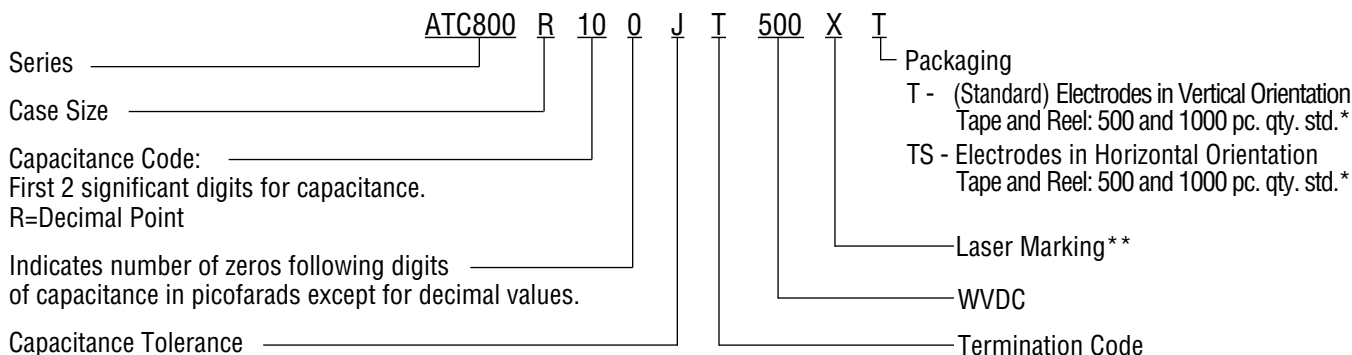 ATC800 R 10 0 J T 500 X T
Series
Case Size
Capacitance Code:
First 2 significant digits for capacitance.
R=Decimal Point
Indicates number of zeros following digits
of capacitance in picofarads except for decimal values.
Capacitance Tolerance
Packaging
T - (Standard) Electrodes in Vertical Orientation
Tape and Reel: 500 and 1000 pc. qty. std.*
TS - Electrodes in Horizontal Orientation
Tape and Reel: 500 and 1000 pc. qty. std.*
Laser Marking**
WVDC
Termination Code